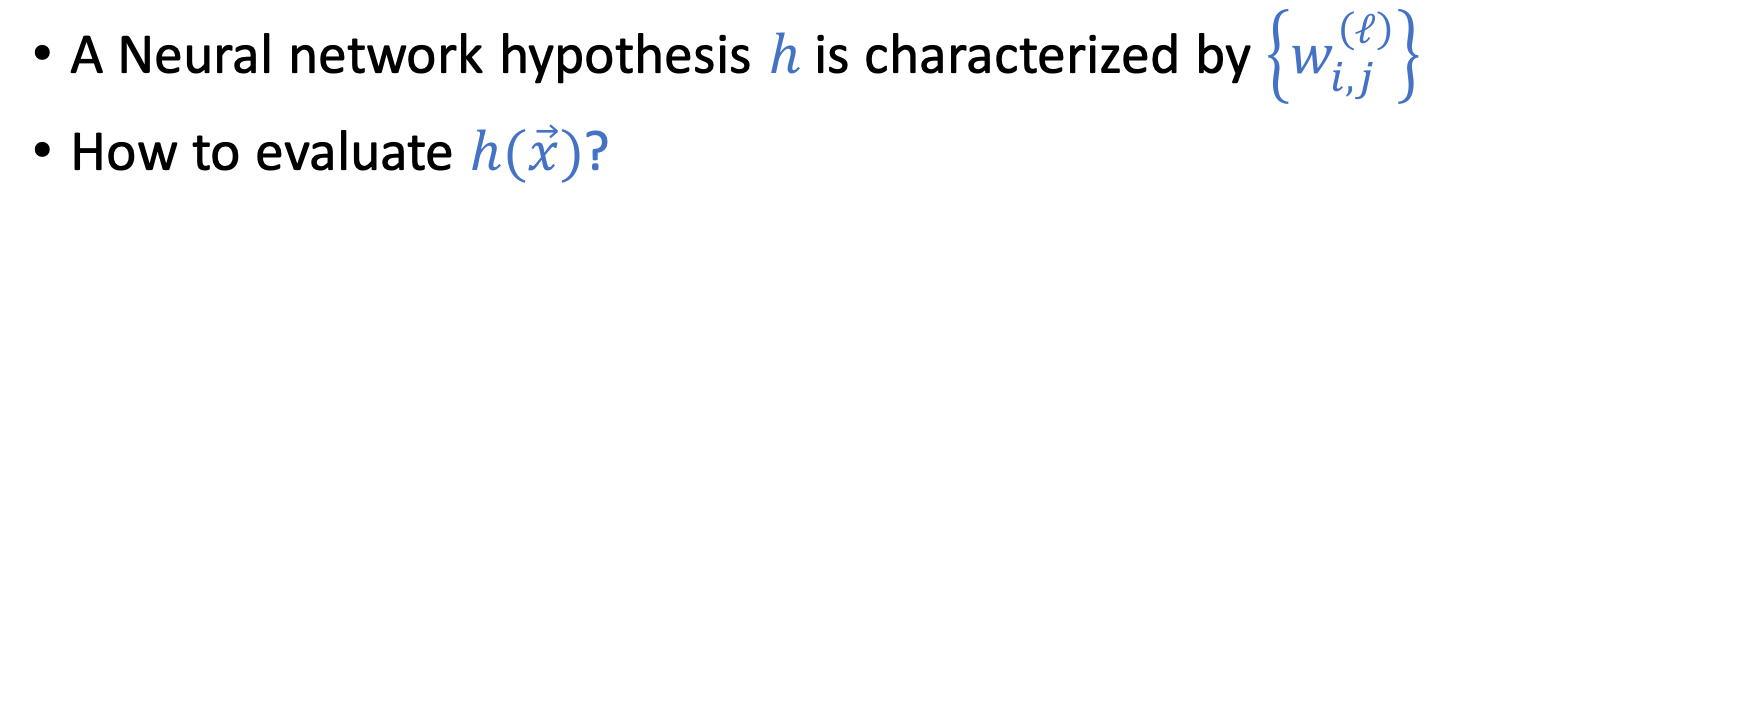 • A Neural network hypothesis h is characterized by {w_{i,j}^{(ℓ)}}
• How to evaluate h(x⃗)?